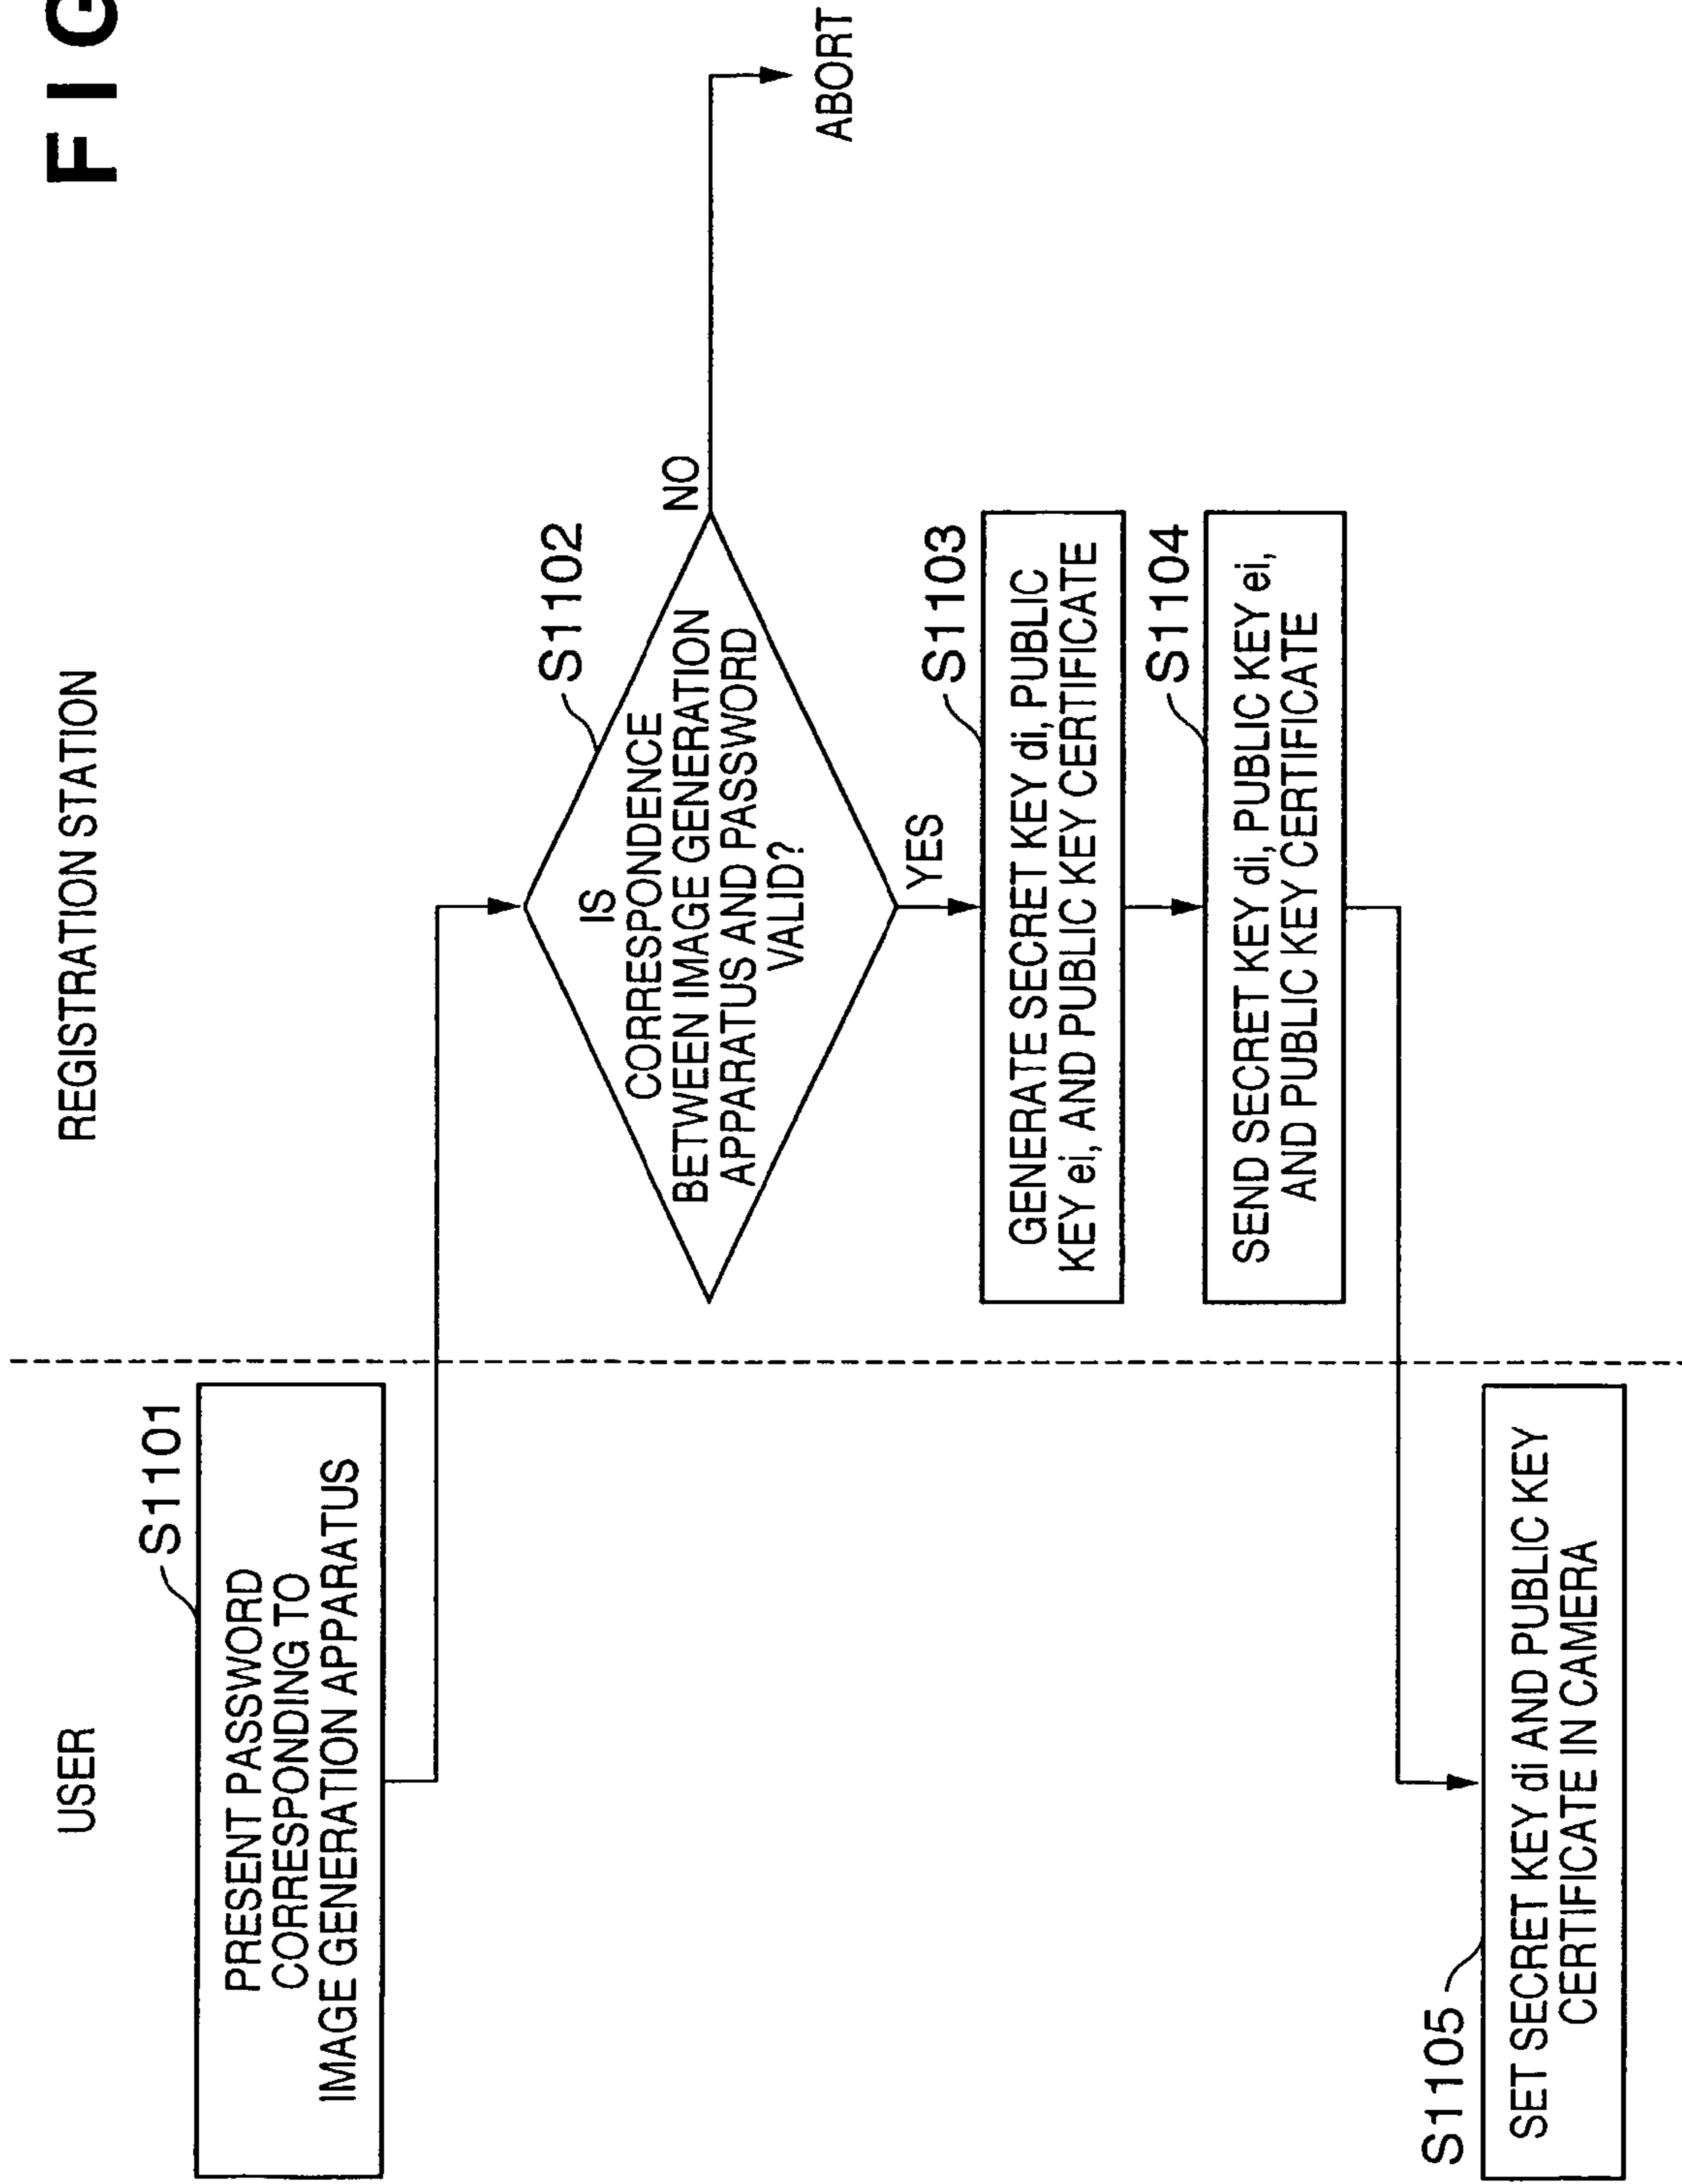 FIG
USER
REGISTRATION STATION
S1101
PRESENT PASSWORD
CORRESPONDING TO
IMAGE GENERATION APPARATUS
S1102
IS
CORRESPONDENCE
BETWEEN IMAGE GENERATION
APPARATUS AND PASSWORD
VALID?
NO
ABORT
YES
S1103
GENERATE SECRET KEY di, PUBLIC
KEY ei, AND PUBLIC KEY CERTIFICATE
S1104
SEND SECRET KEY di, PUBLIC KEY ei,
AND PUBLIC KEY CERTIFICATE
S1105
SET SECRET KEY di AND PUBLIC KEY
CERTIFICATE IN CAMERA